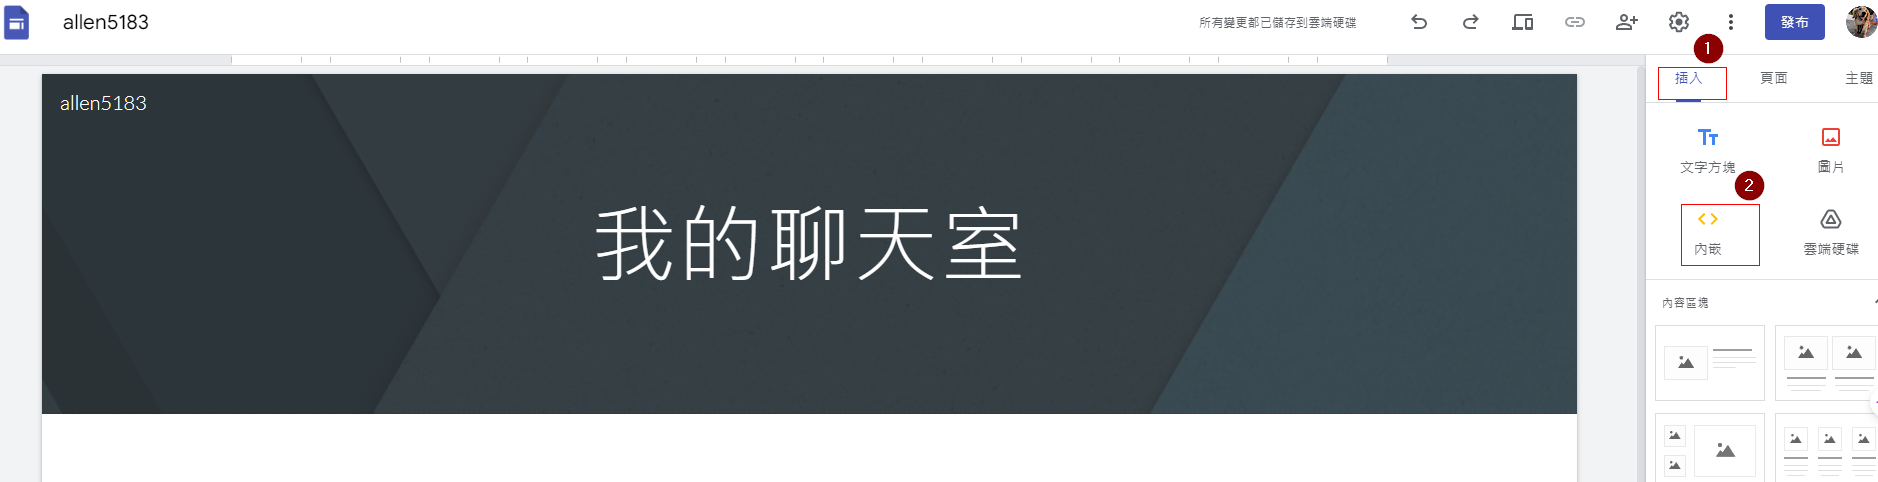 allen5183
所有變更都已儲存到雲端硬碟
發布
1
插入
頁面
主題
allen5183
我的聊天室
文字方塊
圖片
2
內嵌
雲端硬碟
內容區塊